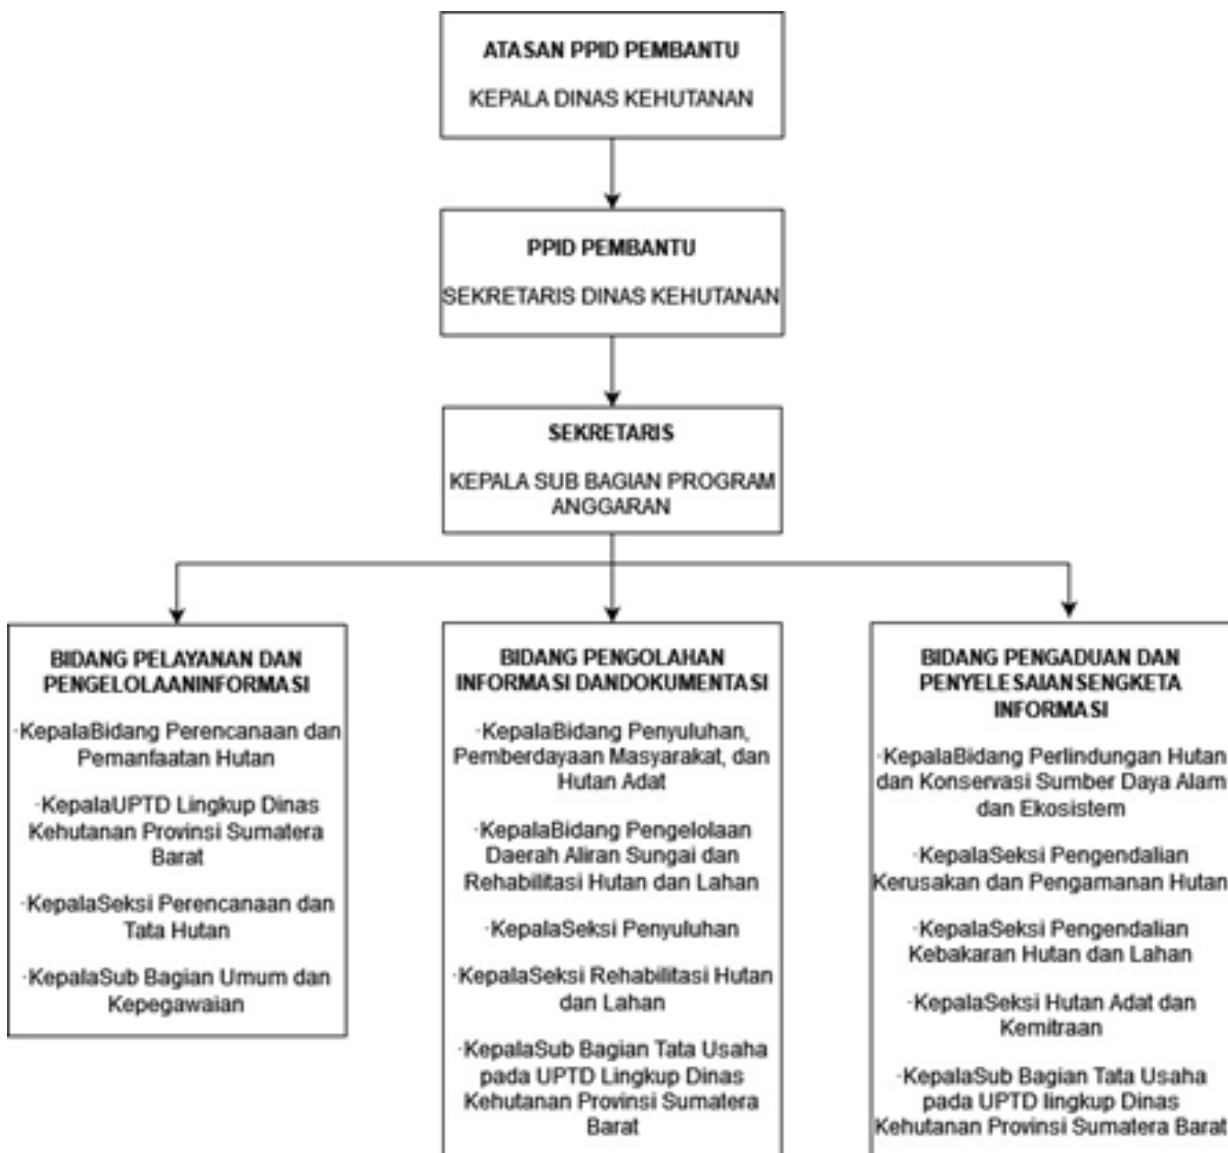 ATASAN PPID PEMBANTU
KEPALA DINAS KEHUTANAN
PPID PEMBANTU
SEKRETARIS DINAS KEHUTANAN
SEKRETARIS
KEPALA SUB BAGIAN PROGRAM
ANGGARAN
BIDANG PELAYANAN DAN
PENGELOLAANINFORMASI
·KepalaBidang Perencanaan dan
Pemanfaatan Hutan
·KepalaUPTD Lingkup Dinas
Kehutanan Provinsi Sumatera
Barat
·KepalaSeksi Perencanaan dan
Tata Hutan
·KepalaSub Bagian Umum dan
Kepegawaian
BIDANG PENGOLAHAN
INFORMASI DANDOKUMENTASI
·KepalaBidang Penyuluhan,
Pemberdayaan Masyarakat, dan
Hutan Adat
·KepalaBidang Pengelolaan
Daerah Aliran Sungai dan
Rehabilitasi Hutan dan Lahan
·KepalaSeksi Penyuluhan
·KepalaSeksi Rehabilitasi Hutan
dan Lahan
·KepalaSub Bagian Tata Usaha
pada UPTD Lingkup Dinas
Kehutanan Provinsi Sumatera
Barat
BIDANG PENGADUAN DAN
PENYELESAIANSENGKETA
INFORMASI
·KepalaBidang Perlindungan Hutan
dan Konservasi Sumber Daya Alam
dan Ekosistem
·KepalaSeksi Pengendalian
Kerusakan dan Pengamanan Hutan
·KepalaSeksi Pengendalian
Kebakaran Hutan dan Lahan
·KepalaSeksi Hutan Adat dan
Kemitraan
·KepalaSub Bagian Tata Usaha
pada UPTD lingkup Dinas
Kehutanan Provinsi Sumatera Barat